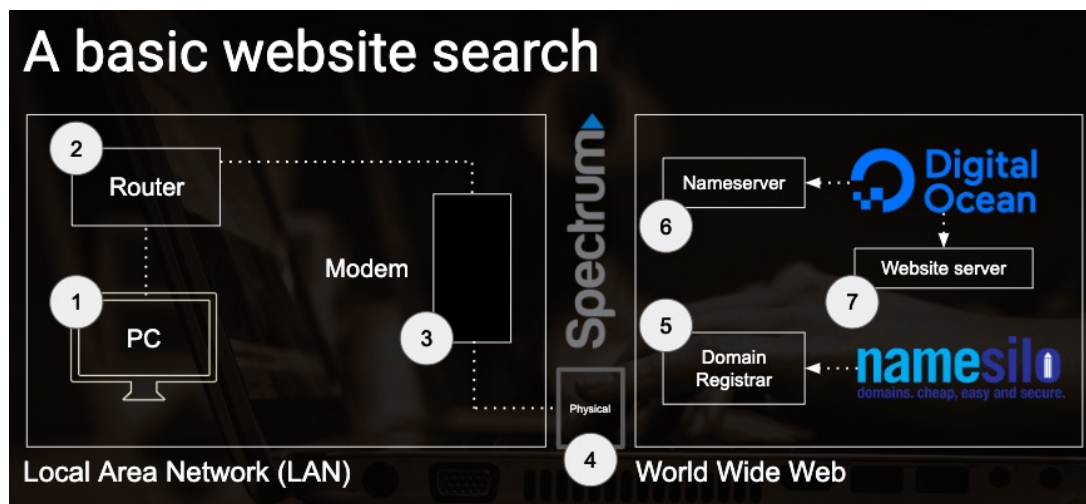 A basic website search
2
Router
1
PC
Modem
3
Local Area Network (LAN)
Spectrum
Physical
4
Nameserver
6
Digital
Ocean
Website server
7
5
Domain
Registrar
namesilo
domains. cheap, easy and secure.
World Wide Web